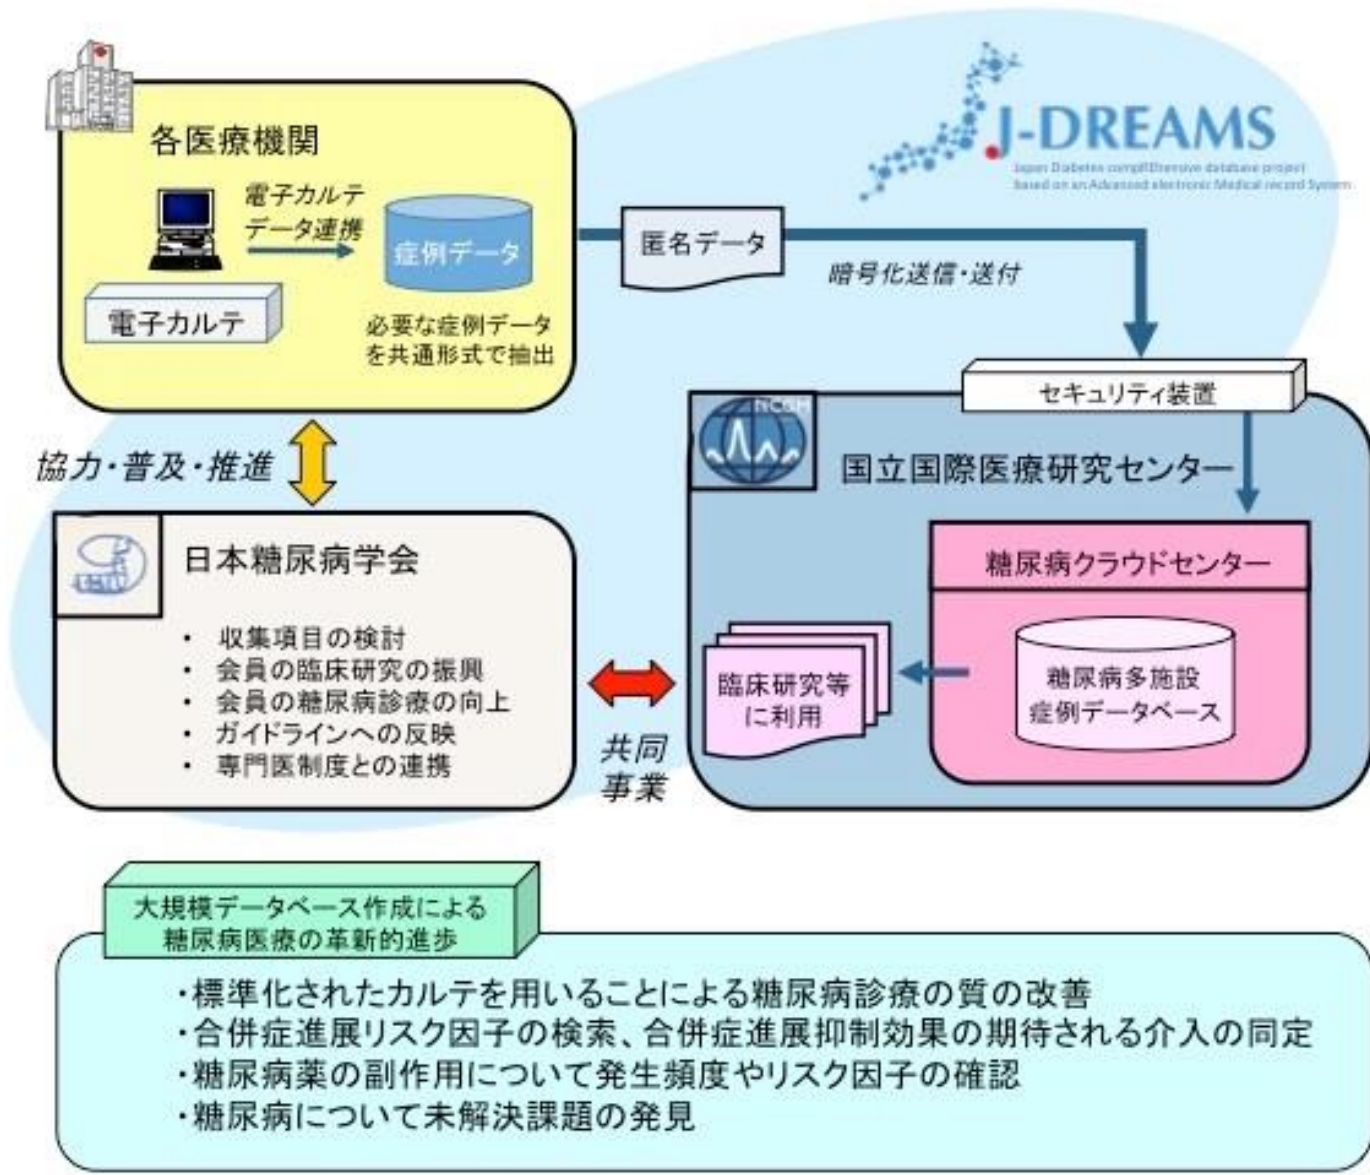 各医療機関
電子カルテ
データ連携
症例データ
電子カルテ
必要な症例データ
を共通形式で抽出
匿名データ
暗号化送信・送付
J-DREAMS
Japan Diabetes compREhensive database project
based on an Advanced electronic Medical record System
セキュリティ装置
協力・普及・推進
NCGM
国立国際医療研究センター
日本糖尿病学会
・ 収集項目の検討
・ 会員の臨床研究の振興
・ 会員の糖尿病診療の向上
・ ガイドラインへの反映
・ 専門医制度との連携
共同
事業
臨床研究等
に利用
糖尿病クラウドセンター
糖尿病多施設
症例データベース
大規模データベース作成による
糖尿病医療の革新的進歩
・標準化されたカルテを用いることによる糖尿病診療の質の改善
・合併症進展リスク因子の検索、合併症進展抑制効果の期待される介入の同定
・糖尿病薬の副作用について発生頻度やリスク因子の確認
・糖尿病について未解決課題の発見